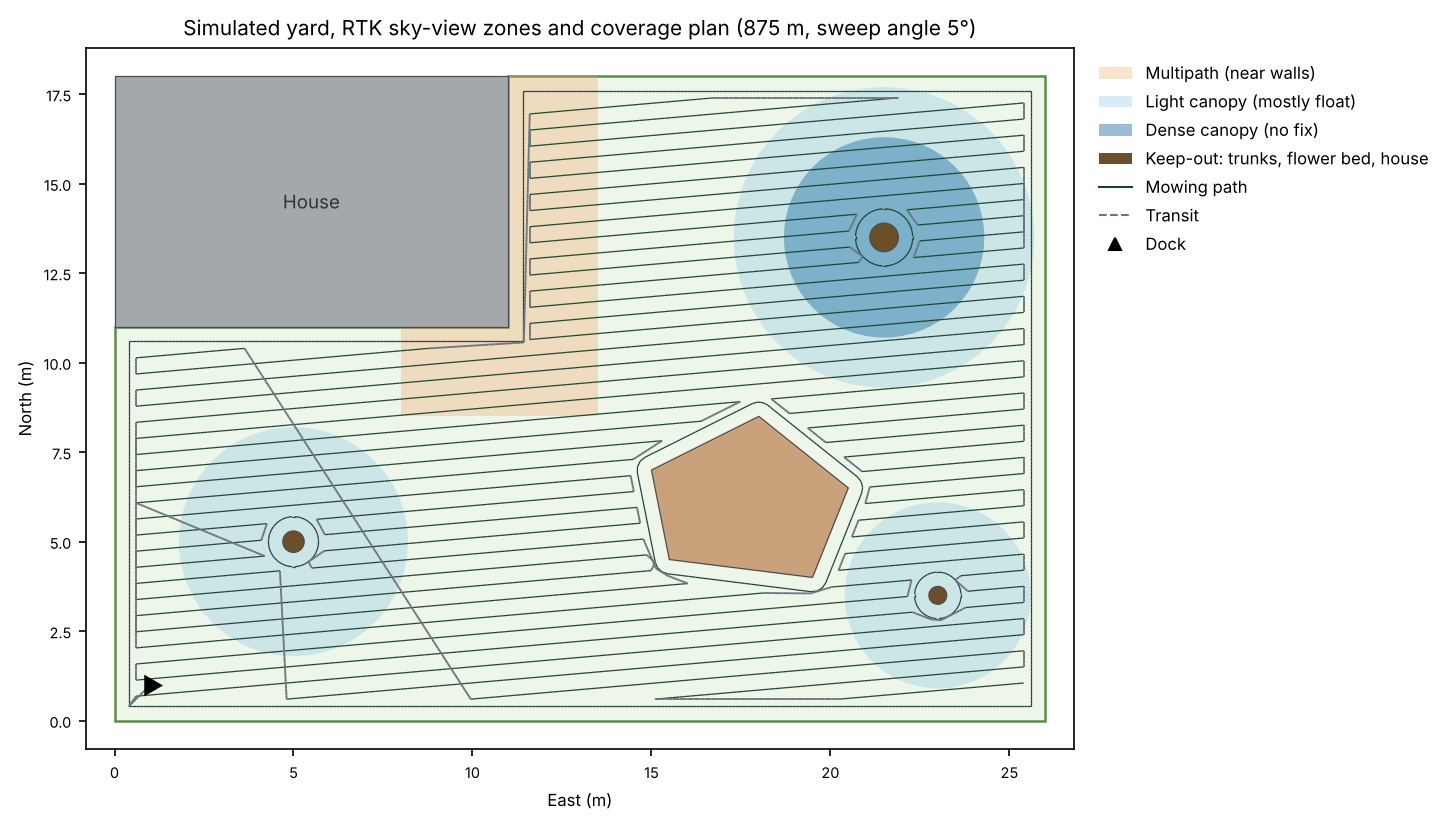 Simulated yard, RTK sky-view zones and coverage plan (875 m, sweep angle 5°)
Multipath (near walls)
Light canopy (mostly float)
Dense canopy (no fix)
Keep-out: trunks, flower bed, house
Mowing path
Transit
Dock
House
North (m)
17.5
15.0
12.5
10.0
7.5
5.0
2.5
0.0
0
5
10
15
20
25
East (m)